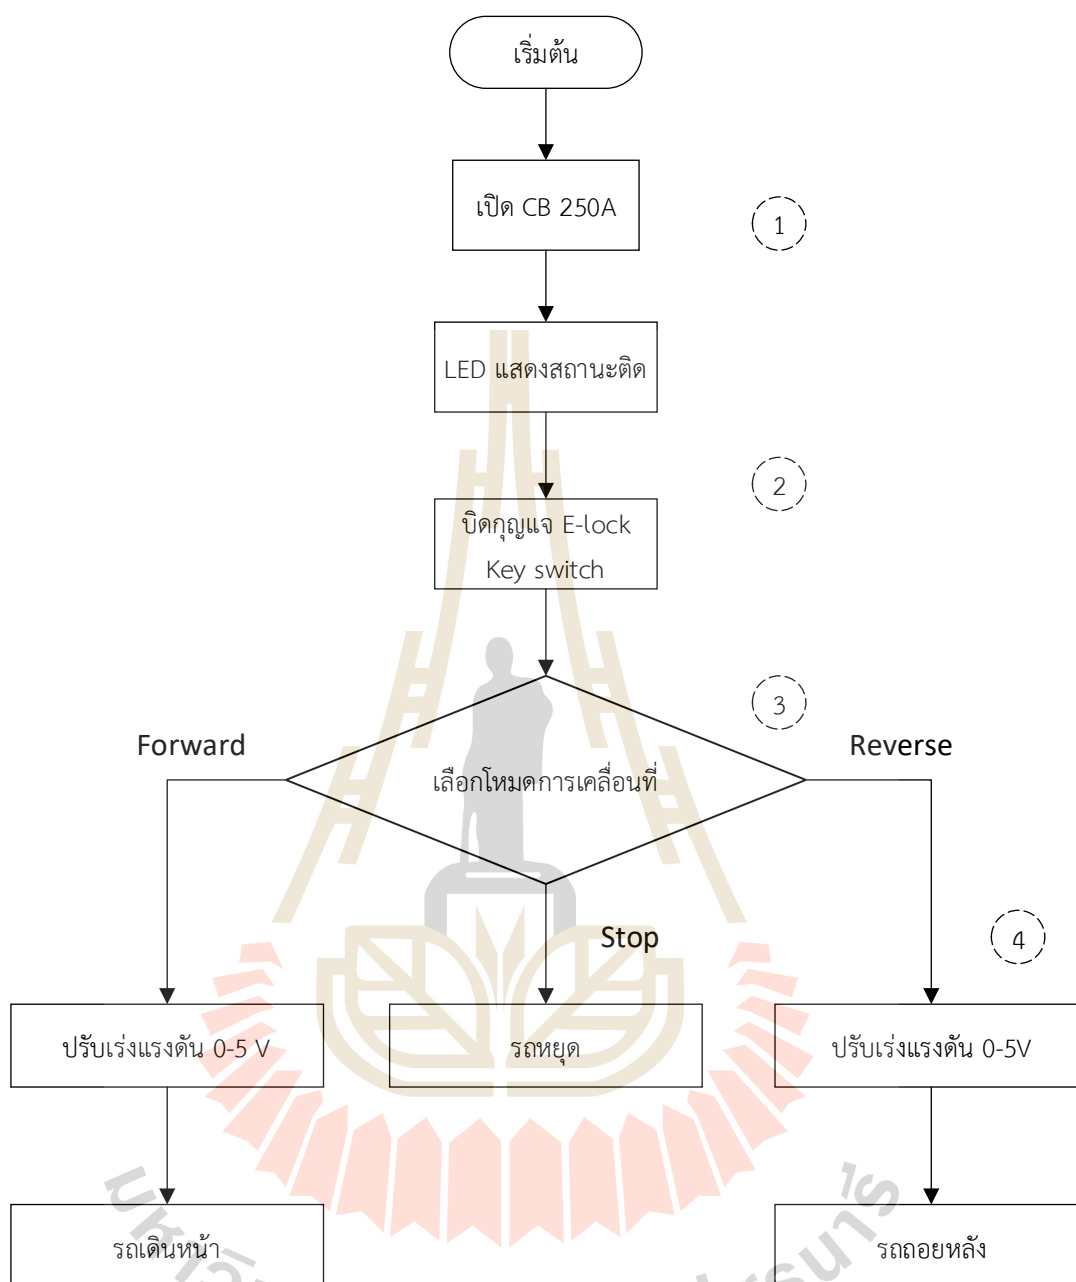 เริ่มต้น
เปิด CB 250A
1
LED แสดงสถานะติด
2
บิดกุญแจ E-lock
Key switch
3
Forward
Reverse
เลือกโหมดการเคลื่อนที่
Stop
4
ปรับเร่งแรงดัน 0-5 V
รถหยุด
ปรับเร่งแรงดัน 0-5V
รถเดินหน้า
รถถอยหลัง